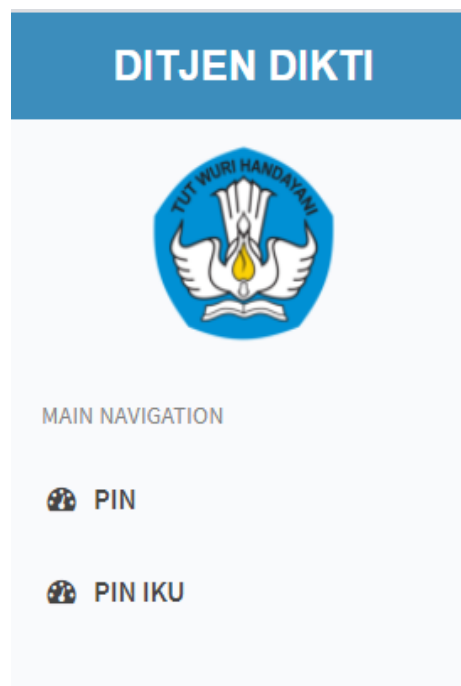 DITJEN DIKTI
TUT WURI HANDAYANI
MAIN NAVIGATION
PIN
PIN IKU